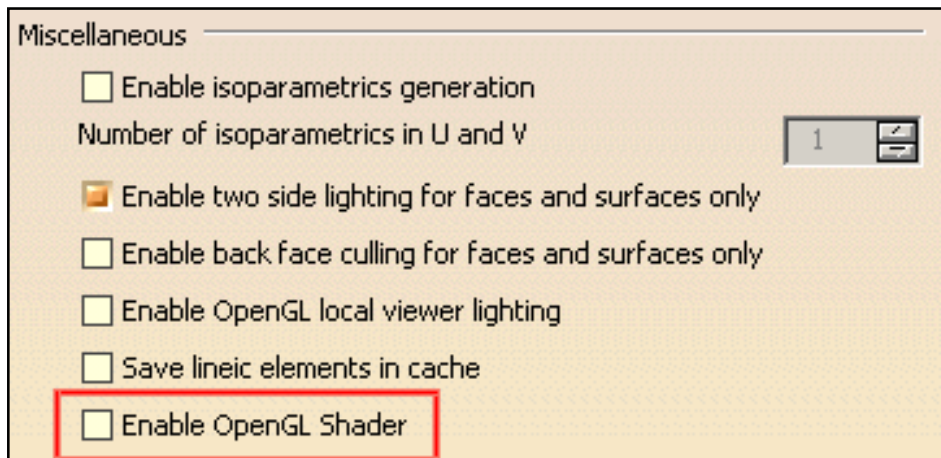 Miscellaneous
Enable isoparametrics generation
Number of isoparametrics in U and V 1
Enable two side lighting for faces and surfaces only
Enable back face culling for faces and surfaces only
Enable OpenGL local viewer lighting
Save lineic elements in cache
Enable OpenGL Shader